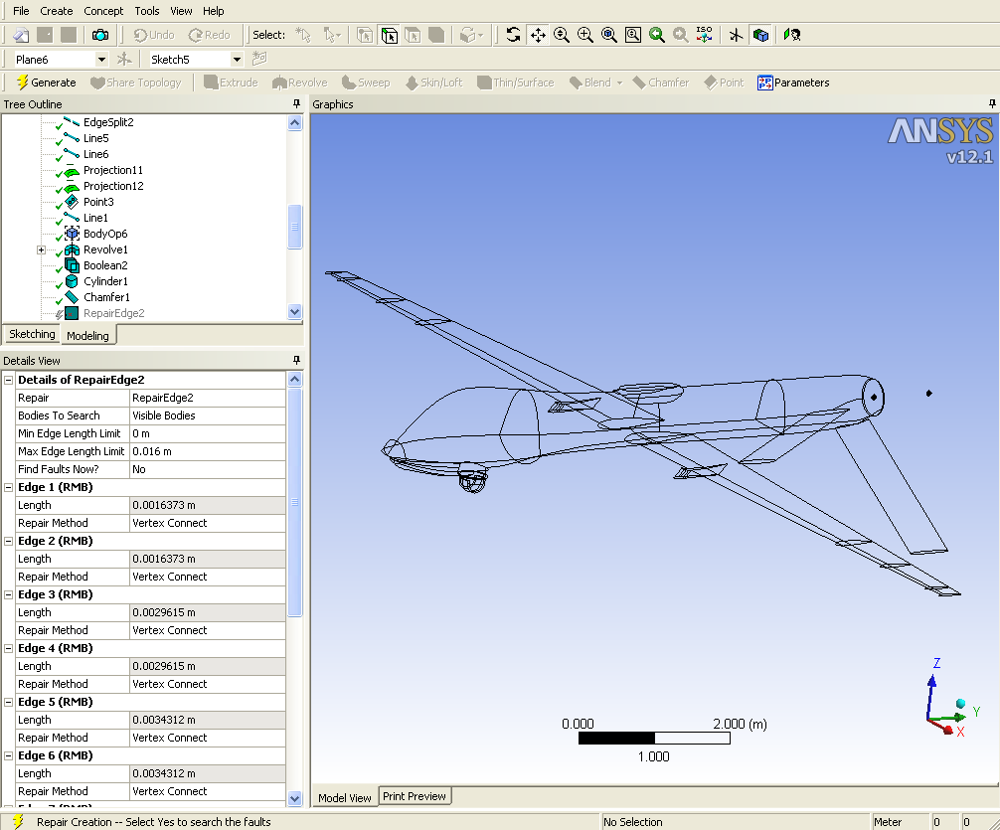 File Create Concept Tools View Help
Undo Redo Select: ISO
Plane6 Sketch5
Generate Share Topology Extrude Revolve Sweep Skin/Loft Thin/Surface Blend Chamfer Point Parameters
Tree Outline
Graphics
EdgeSplit2
Line5
Line6
Projection11
Projection12
Point3
Line1
BodyOp6
Revolve1
Boolean2
Cylinder1
Chamfer1
RepairEdge2
Sketching Modeling
Details View
Details of RepairEdge2
Repair RepairEdge2
Bodies To Search Visible Bodies
Min Edge Length Limit 0 m
Max Edge Length Limit 0.016 m
Find Faults Now? No
Edge 1 (RMB)
Length 0.0016373 m
Repair Method Vertex Connect
Edge 2 (RMB)
Length 0.0016373 m
Repair Method Vertex Connect
Edge 3 (RMB)
Length 0.0029615 m
Repair Method Vertex Connect
Edge 4 (RMB)
Length 0.0029615 m
Repair Method Vertex Connect
Edge 5 (RMB)
Length 0.0034312 m
Repair Method Vertex Connect
Edge 6 (RMB)
Length 0.0034312 m
Repair Method Vertex Connect
ANSYS
v12.1
Z
Y
X
0.000 2.000 (m)
1.000
Model View Print Preview
Repair Creation -- Select Yes to search the faults No Selection Meter 0 0